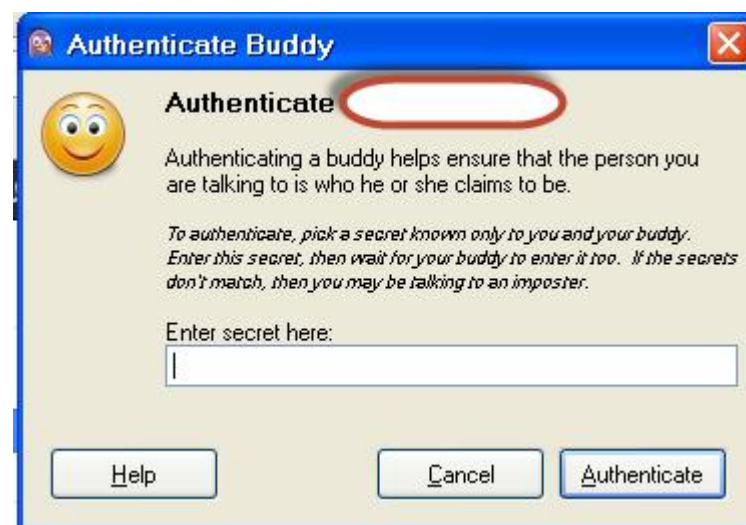 Authenticate Buddy
Authenticate
Authenticating a buddy helps ensure that the person you
are talking to is who he or she claims to be.
To authenticate, pick a secret known only to you and your buddy.
Enter this secret, then wait for your buddy to enter it too. If the secrets
don't match, then you may be talking to an imposter.
Enter secret here:
Help Cancel Authenticate